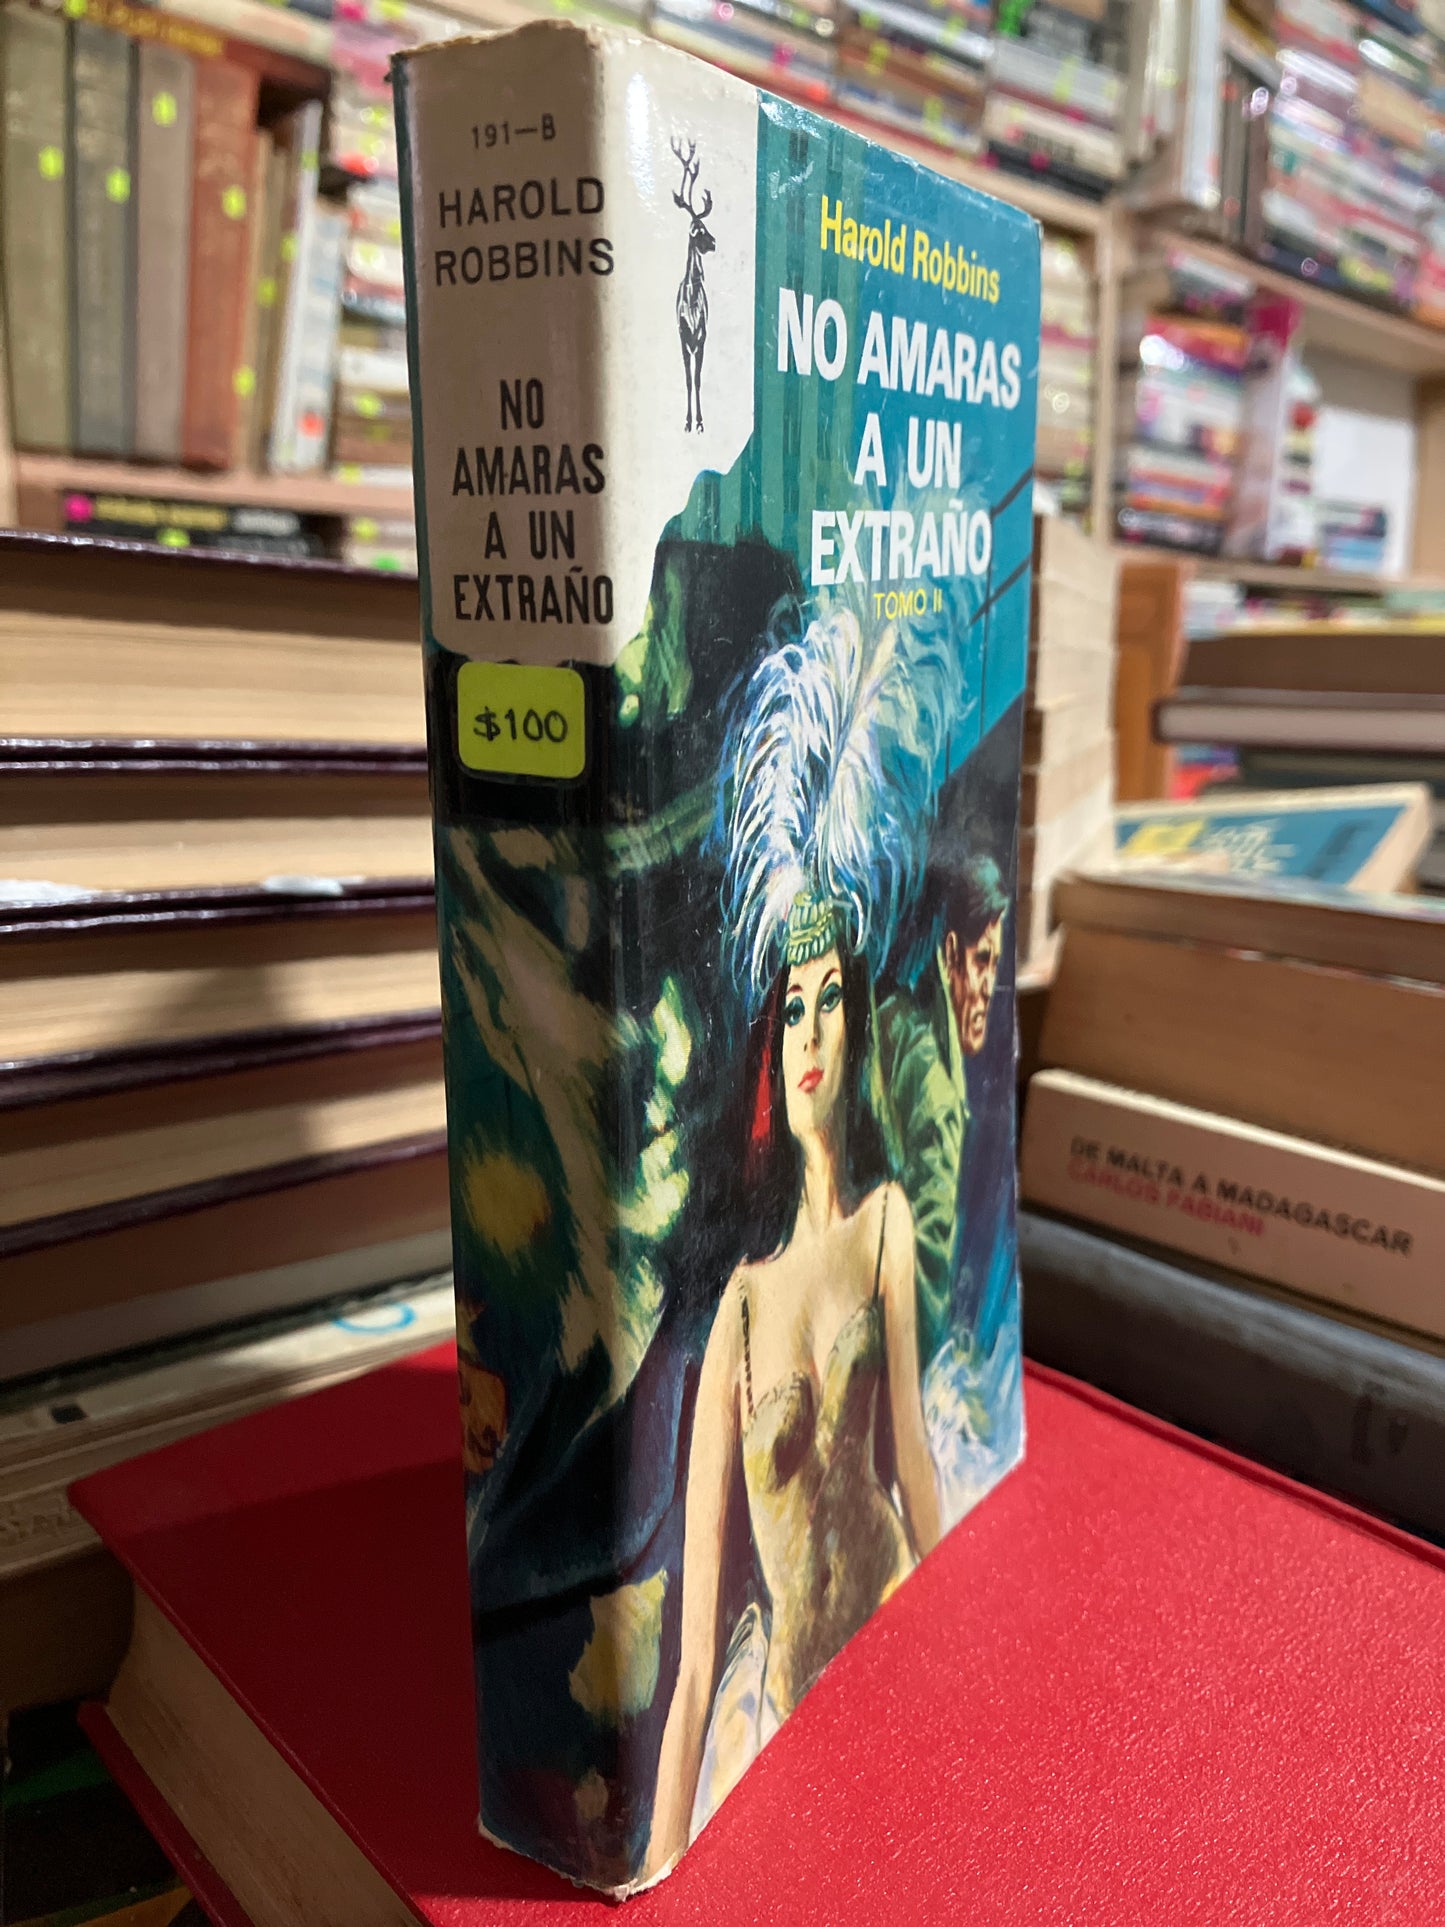 191—B
HAROLD
ROBBINS
NO
AMARAS
A UN
EXTRAÑO
$100
Harold Robbins
NO AMARAS
A UN
EXTRAÑO
TOMO II
DE MALTA A MADAGASCAR
CARLOS FABIANI